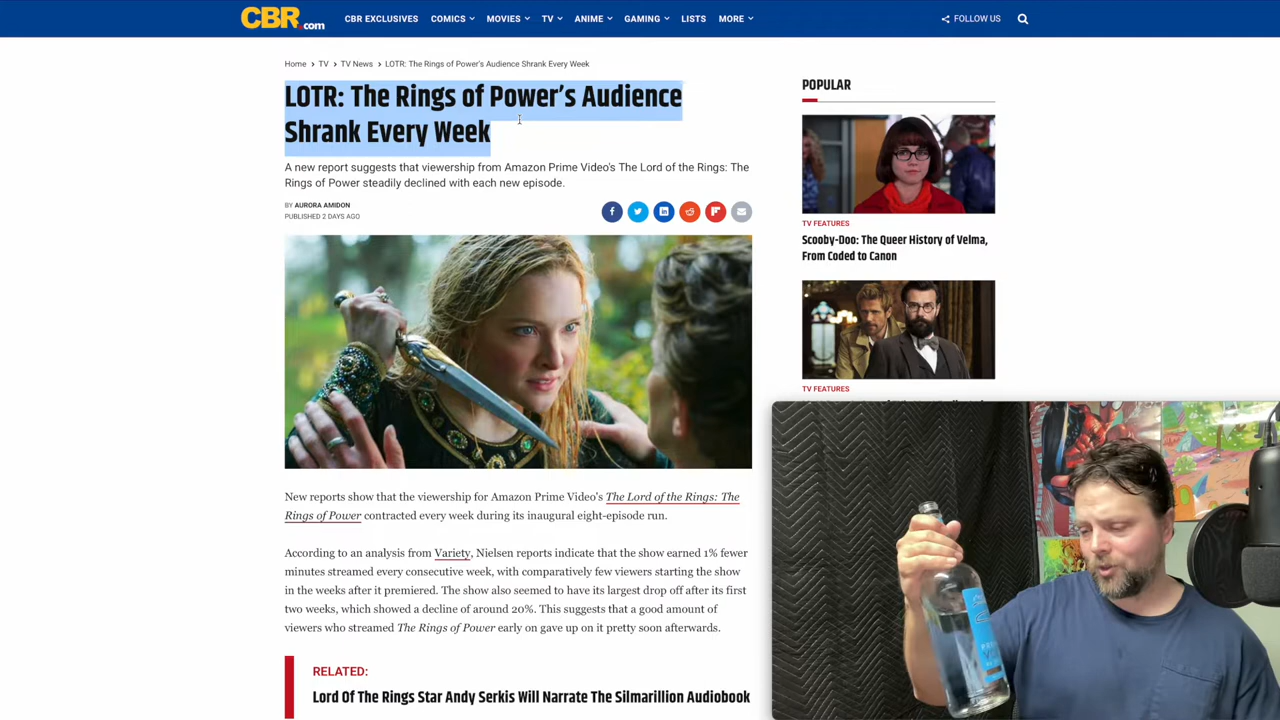 CBR.com
CBR EXCLUSIVES COMICS MOVIES TV ANIME GAMING LISTS MORE
FOLLOW US
Home > TV > TV News > LOTR: The Rings of Power's Audience Shrank Every Week
LOTR: The Rings of Power's Audience
Shrank Every Week
A new report suggests that viewership from Amazon Prime Video's The Lord of the Rings: The
Rings of Power steadily declined with each new episode.
BY AURORA AMIDON
PUBLISHED 2 DAYS AGO
New reports show that the viewership for Amazon Prime Video's The Lord of the Rings: The
Rings of Power contracted every week during its inaugural eight-episode run.
According to an analysis from Variety, Nielsen reports indicate that the show earned 1% fewer
minutes streamed every consecutive week, with comparatively few viewers starting the show
in the weeks after it premiered. The show also seemed to have its largest drop off after its first
two weeks, which showed a decline of around 20%. This suggests that a good amount of
viewers who streamed The Rings of Power early on gave up on it pretty soon afterwards.
RELATED:
Lord Of The Rings Star Andy Serkis Will Narrate The Silmarillion Audiobook
POPULAR
TV FEATURES
Scooby-Doo: The Queer History of Velma,
From Coded to Canon
TV FEATURES